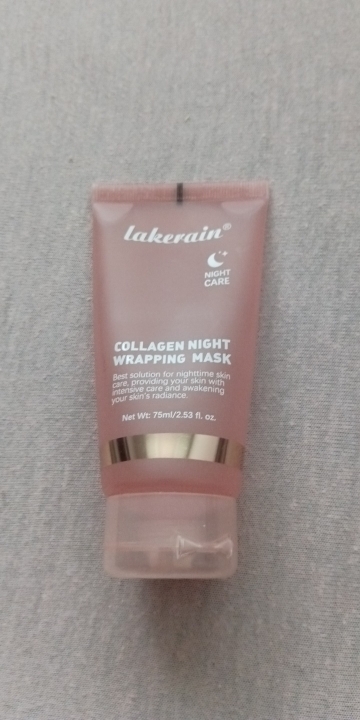 lakerain®
NIGHT
CARE
COLLAGEN NIGHT
WRAPPING MASK
Best solution for nighttime skin
care, providing your skin with
intensive care and awakening
your skin's radiance.
Net Wt: 75ml/2.53 fl. oz.